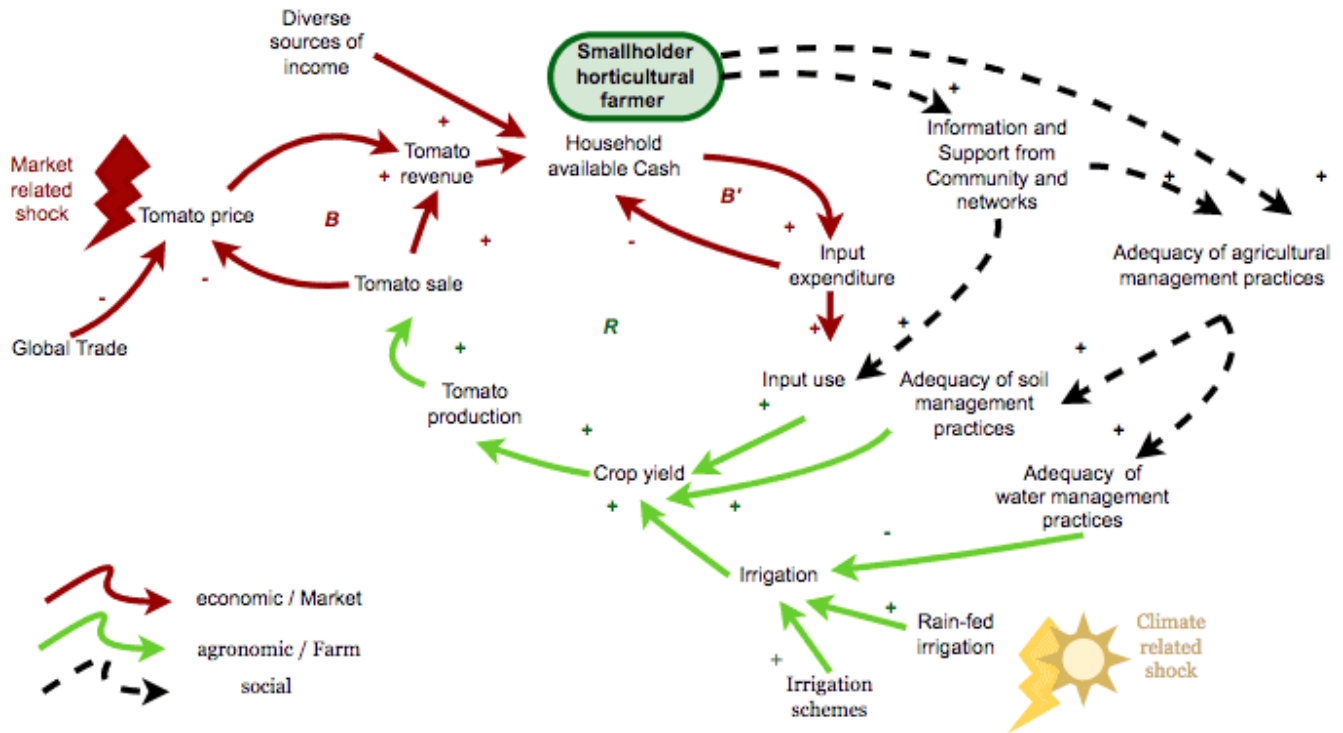 Diverse
sources of
income
Smallholder
horticultural
farmer
+
Information and
Support from
Community and
networks
+
Tomato
revenue
+
Household
available Cash
Market
related
shock
+
+
Tomato price
B
B'
+
-
+
Input
expenditure
Adequacy of agricultural
management practices
-
-
Tomato sale
Global Trade
R
+
+
+
+
Tomato
production
Input use
Adequacy of soil
management
practices
+
+
+
Crop yield
Adequacy of
water management
practices
+
+
-
Irrigation
economic / Market
+
Rain-fed
irrigation
Climate
related
shock
agronomic / Farm
+
social
Irrigation
schemes